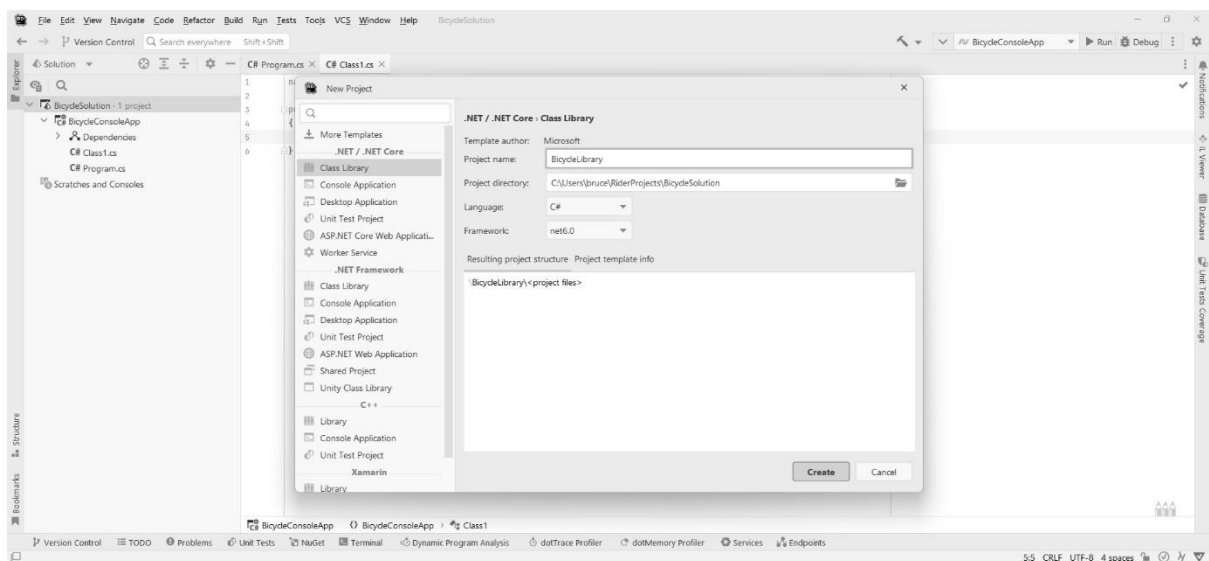 File Edit View Navigate Code Refactor Build Run Tests Tools VCS Window Help BicycleSolution
Version Control Search everywhere Shift+Shift BicycleConsoleApp Run Debug
Explorer
Solution
C# Program.cs C# Class1.cs
1
2
3
4 {
5
6 }
BicycleSolution · 1 project
BicycleConsoleApp
Dependencies
C# Class1.cs
C# Program.cs
Scratches and Consoles
New Project
More Templates
.NET / .NET Core
Class Library
Console Application
Desktop Application
Unit Test Project
ASP.NET Core Web Applicati...
Worker Service
.NET Framework
Class Library
Console Application
Desktop Application
Unit Test Project
ASP.NET Web Application
Shared Project
Unity Class Library
C++
Library
Console Application
Unit Test Project
Xamarin
Library
.NET / .NET Core › Class Library
Template author: Microsoft
Project name: BicycleLibrary
Project directory: C:\Users\bruce\RiderProjects\BicycleSolution
Language: C#
Framework: net6.0
Resulting project structure Project template info
\BicycleLibrary\<project files>
Create Cancel
Notifications
IL Viewer
Database
Unit Tests Coverage
Structure
Bookmarks
BicycleConsoleApp BicycleConsoleApp › Class1
Version Control TODO Problems Unit Tests NuGet Terminal Dynamic Program Analysis dotTrace Profiler dotMemory Profiler Services Endpoints
5:5 CRLF UTF-8 4 spaces